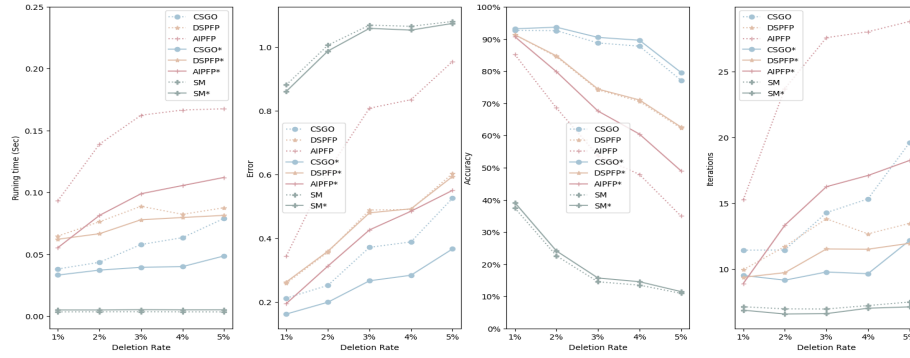 0.25
0.20
0.15
0.10
0.05
0.00
Running time (Sec)
1% 2% 3% 4% 5%
Deletion Rate
CSGO
DSPFP
AIPFP
CSGO*
DSPFP*
AIPFP*
SM
SM*
1.0
0.8
0.6
0.4
0.2
Error
1% 2% 3% 4% 5%
Deletion Rate
CSGO
DSPFP
AIPFP
CSGO*
DSPFP*
AIPFP*
SM
SM*
100%
90%
80%
70%
60%
50%
40%
30%
20%
10%
0%
Accuracy
1% 2% 3% 4% 5%
Deletion Rate
CSGO
DSPFP
AIPFP
CSGO*
DSPFP*
AIPFP*
SM
SM*
25
20
15
10
Iterations
1% 2% 3% 4% 5%
Deletion Rate
CSGO
DSPFP
AIPFP
CSGO*
DSPFP*
AIPFP*
SM
SM*